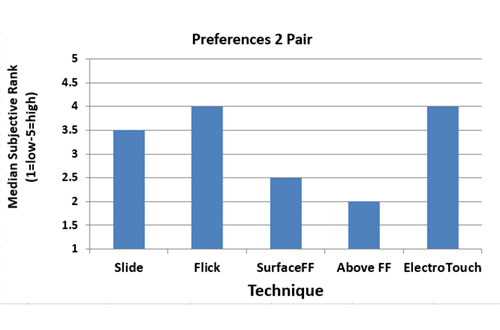 Preferences 2 Pair
Median Subjective Rank
(1=low-5=high)
5
4.5
4
3.5
3
2.5
2
1.5
1
Slide Flick SurfaceFF Above FF ElectroTouch
Technique